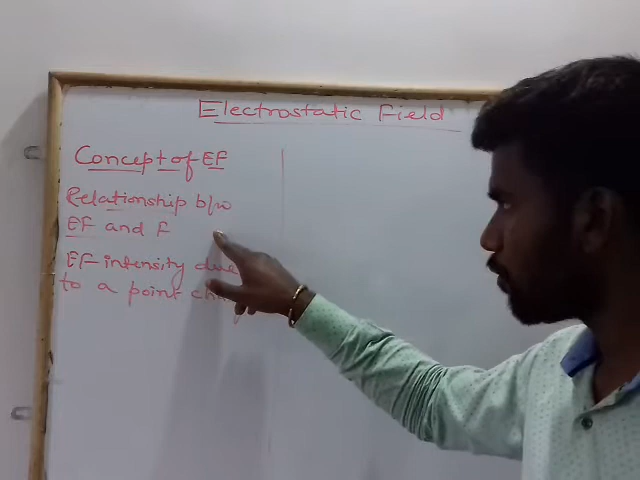 Electrostatic Field
Concept of EF
Relationship b/w
EF and F
EF intensity due
to a point